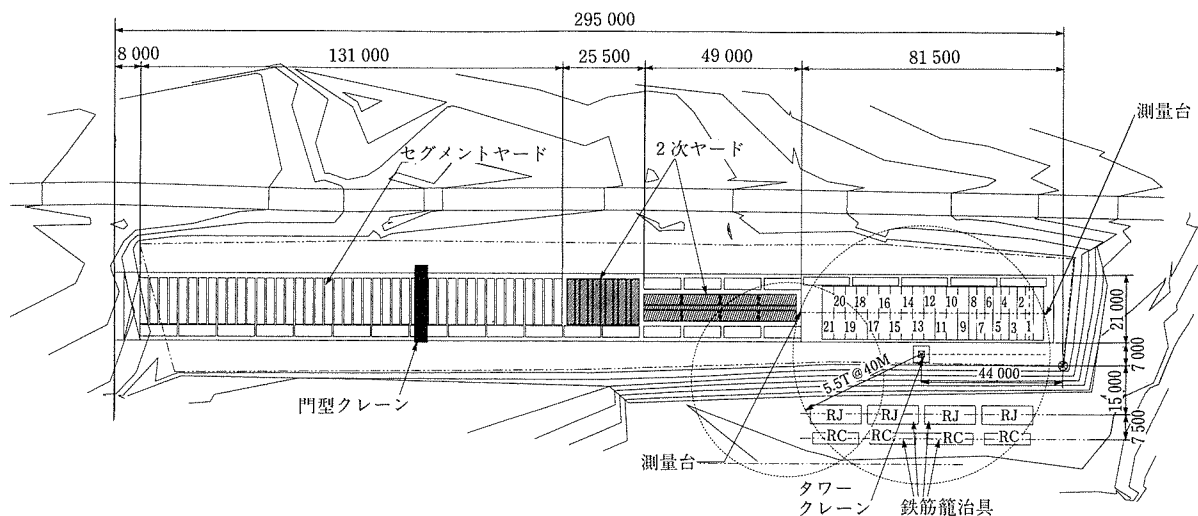 295 000
8 000
131 000
25 500
49 000
81 500
測量台
セグメントヤード
2次ヤード
20 18 16 14 12 10 8 6 4 2
21 19 17 15 13 11 9 7 5 3 1
21 000
7 000
15 000
7 500
44 000
5.5T@40M
門型クレーン
RJ RJ RJ RJ
RC RC RC RC
測量台
タワー
クレーン
鉄筋籠治具